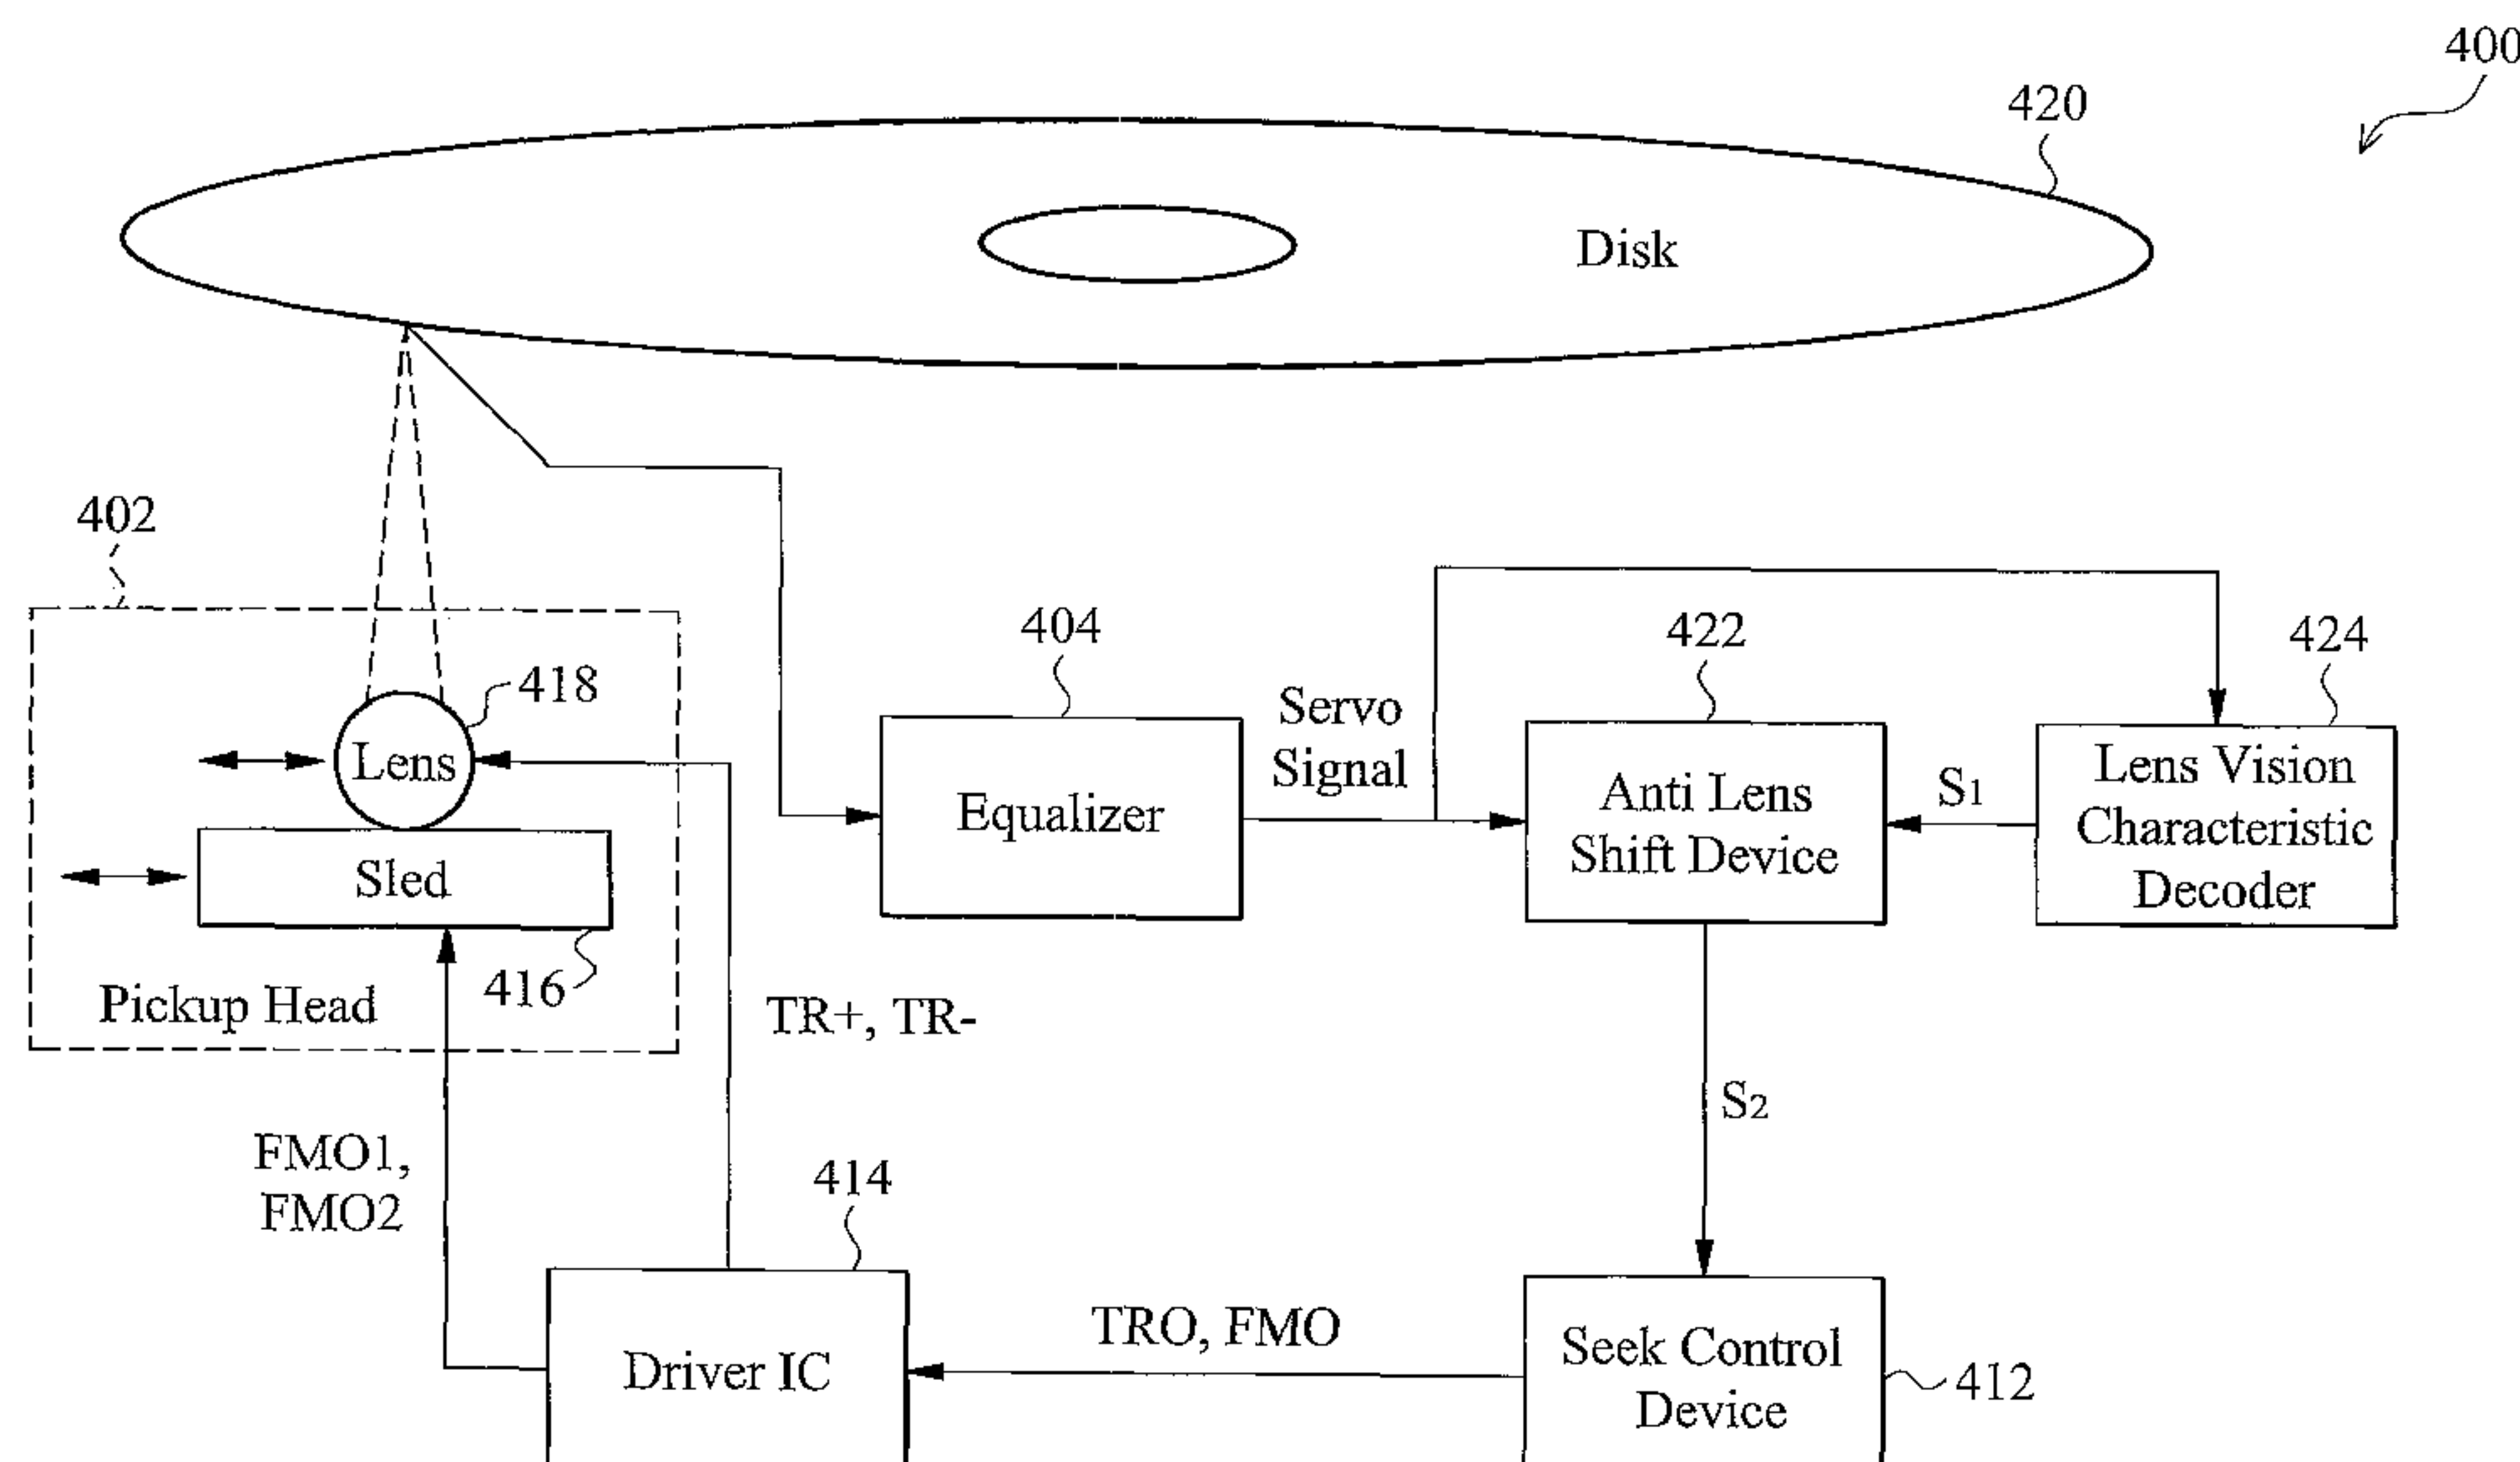 400
420
Disk
402
404
422
424
418
Servo
Signal
Lens
Equalizer
Anti Lens
Shift Device
S1
Lens Vision
Characteristic
Decoder
Sled
416
Pickup Head
TR+, TR-
S2
FMO1,
FMO2
414
TRO, FMO
Driver IC
Seek Control
Device
412